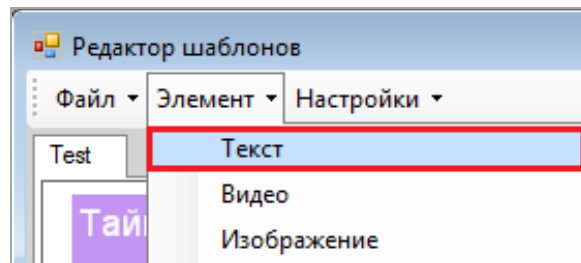 Редактор шаблонов
Файл Элемент Настройки
Test
Текст
Видео
Изображение